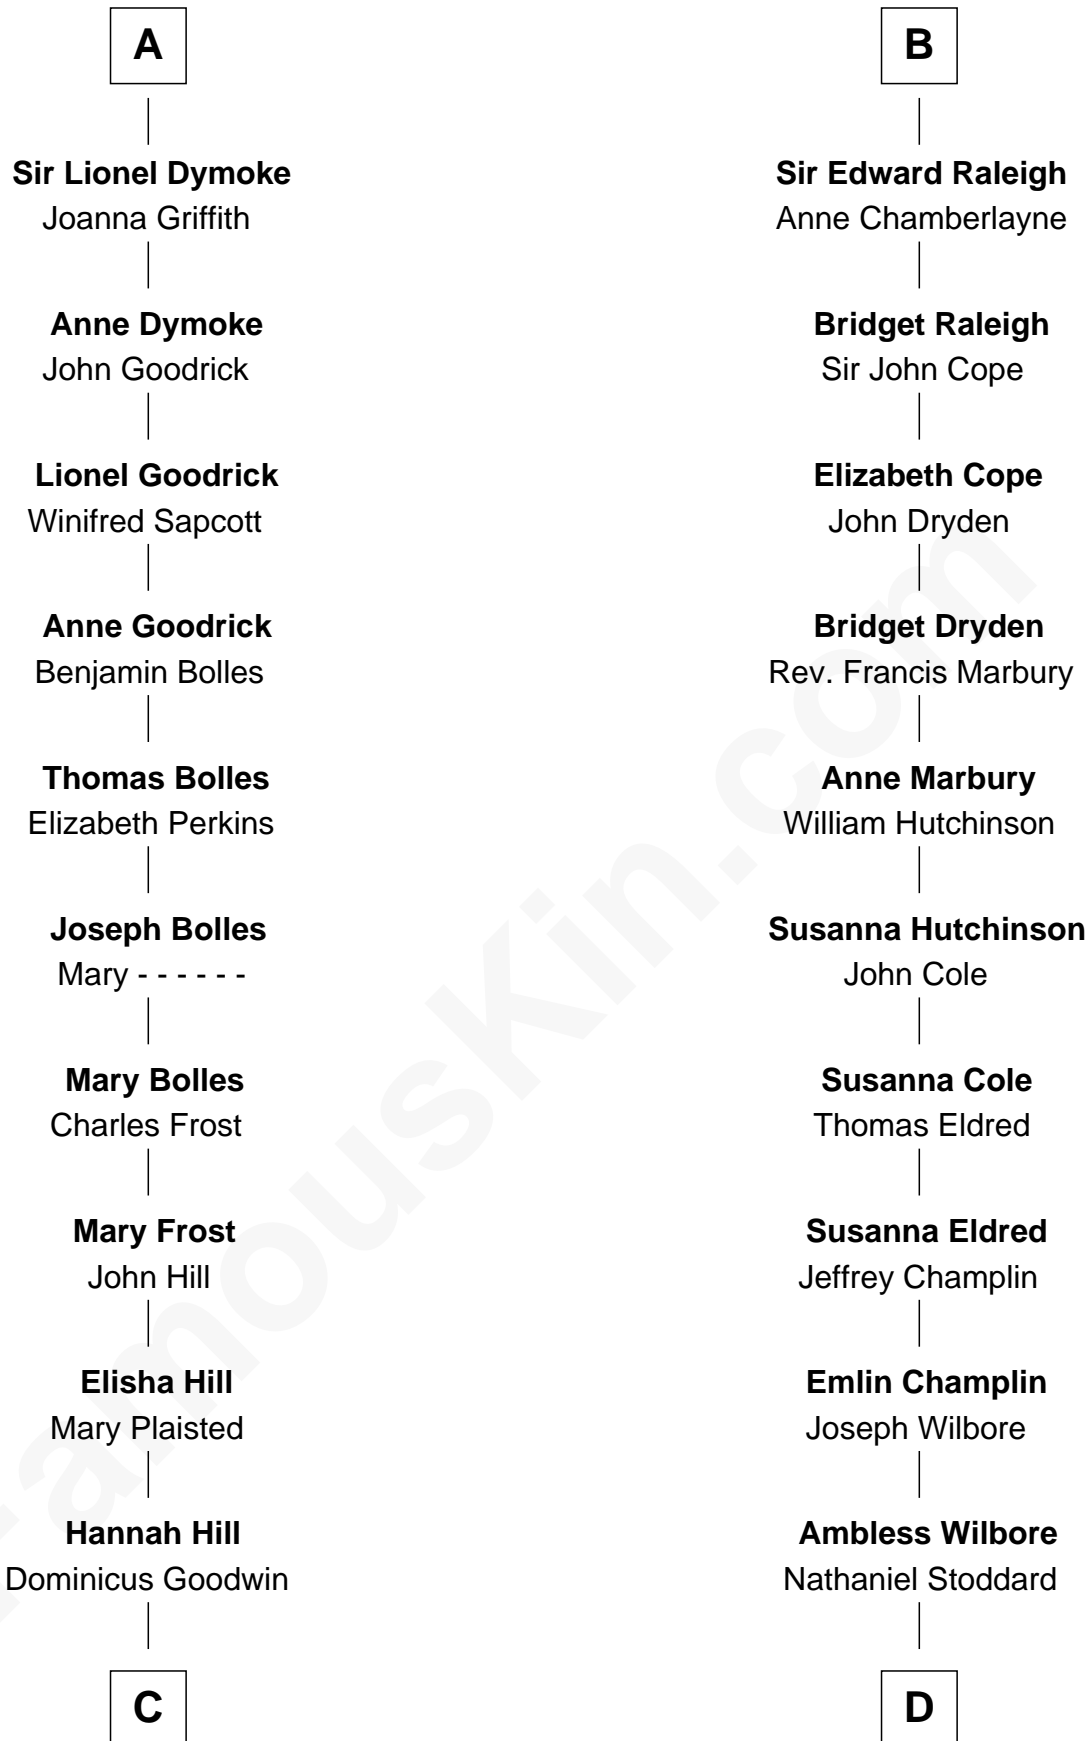 A
Sir Lionel Dymoke
Joanna Griffith
Anne Dymoke
John Goodrick
Lionel Goodrick
Winifred Sapcott
Anne Goodrick
Benjamin Bolles
Thomas Bolles
Elizabeth Perkins
Joseph Bolles
Mary - - - - - -
Mary Bolles
Charles Frost
Mary Frost
John Hill
Elisha Hill
Mary Plaisted
Hannah Hill
Dominicus Goodwin
C
B
Sir Edward Raleigh
Anne Chamberlayne
Bridget Raleigh
Sir John Cope
Elizabeth Cope
John Dryden
Bridget Dryden
Rev. Francis Marbury
Anne Marbury
William Hutchinson
Susanna Hutchinson
John Cole
Susanna Cole
Thomas Eldred
Susanna Eldred
Jeffrey Champlin
Emlin Champlin
Joseph Wilbore
Ambless Wilbore
Nathaniel Stoddard
D
FamousKin.com